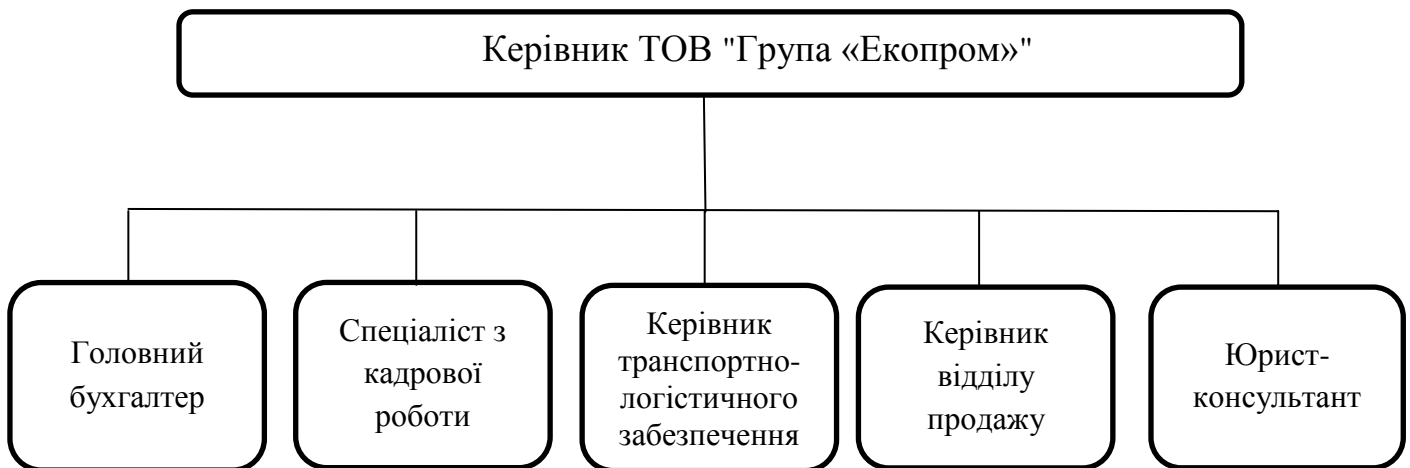 Керівник ТОВ "Група «Екопром»"
Головний
бухгалтер
Спеціаліст з
кадрової
роботи
Керівник
транспортно-
логістичного
забезпечення
Керівник
відділу
продажу
Юрист-
консультант